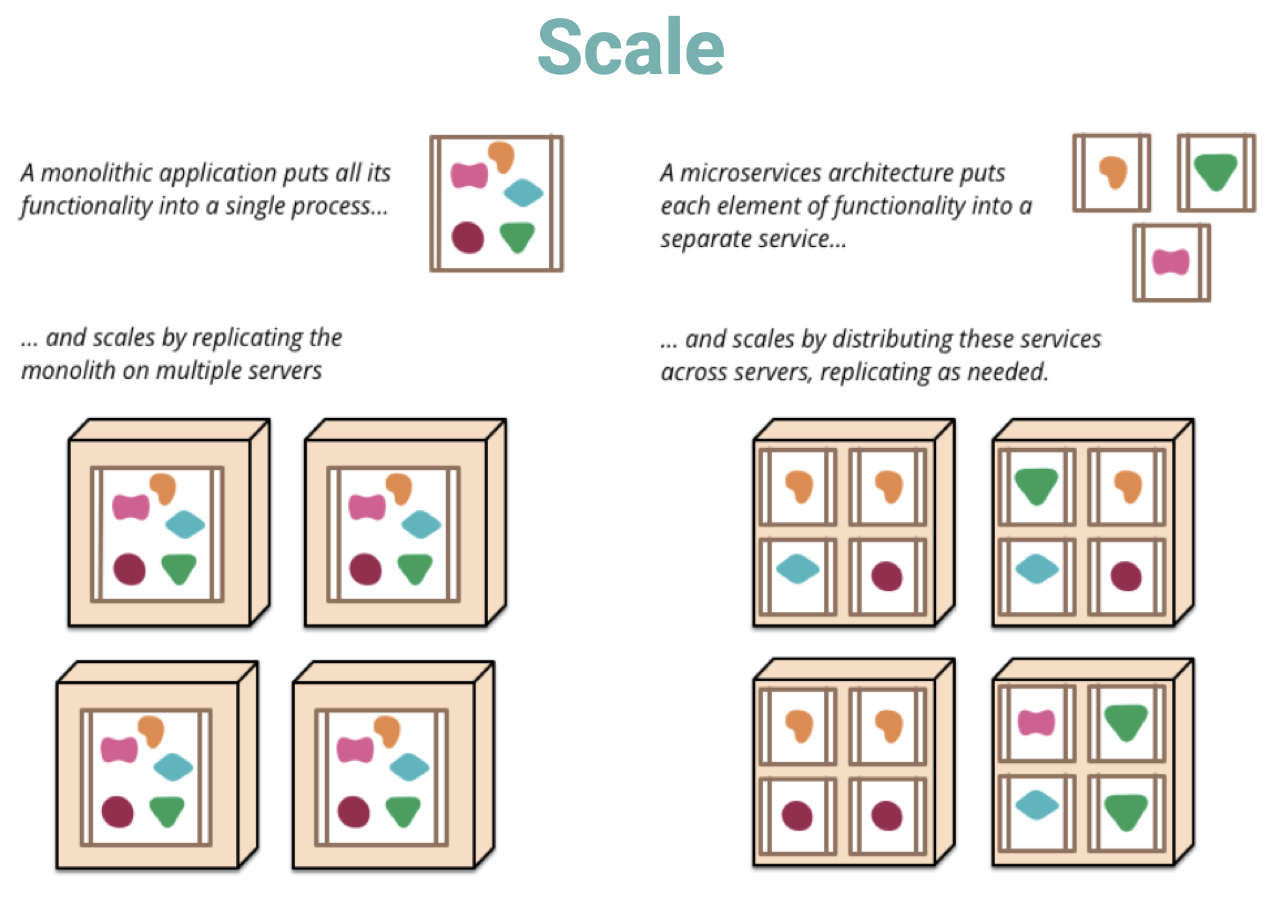 Scale
A monolithic application puts all its
functionality into a single process...
... and scales by replicating the
monolith on multiple servers
A microservices architecture puts
each element of functionality into a
separate service...
... and scales by distributing these services
across servers, replicating as needed.